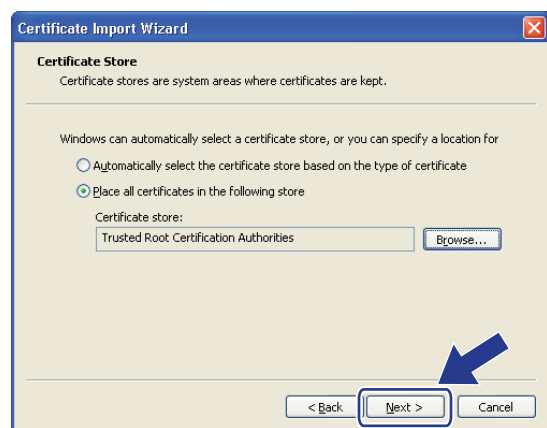 Certificate Import Wizard
Certificate Store
Certificate stores are system areas where certificates are kept.
Windows can automatically select a certificate store, or you can specify a location for
Automatically select the certificate store based on the type of certificate
Place all certificates in the following store
Certificate store:
Trusted Root Certification Authorities
Browse...
< Back
Next >
Cancel